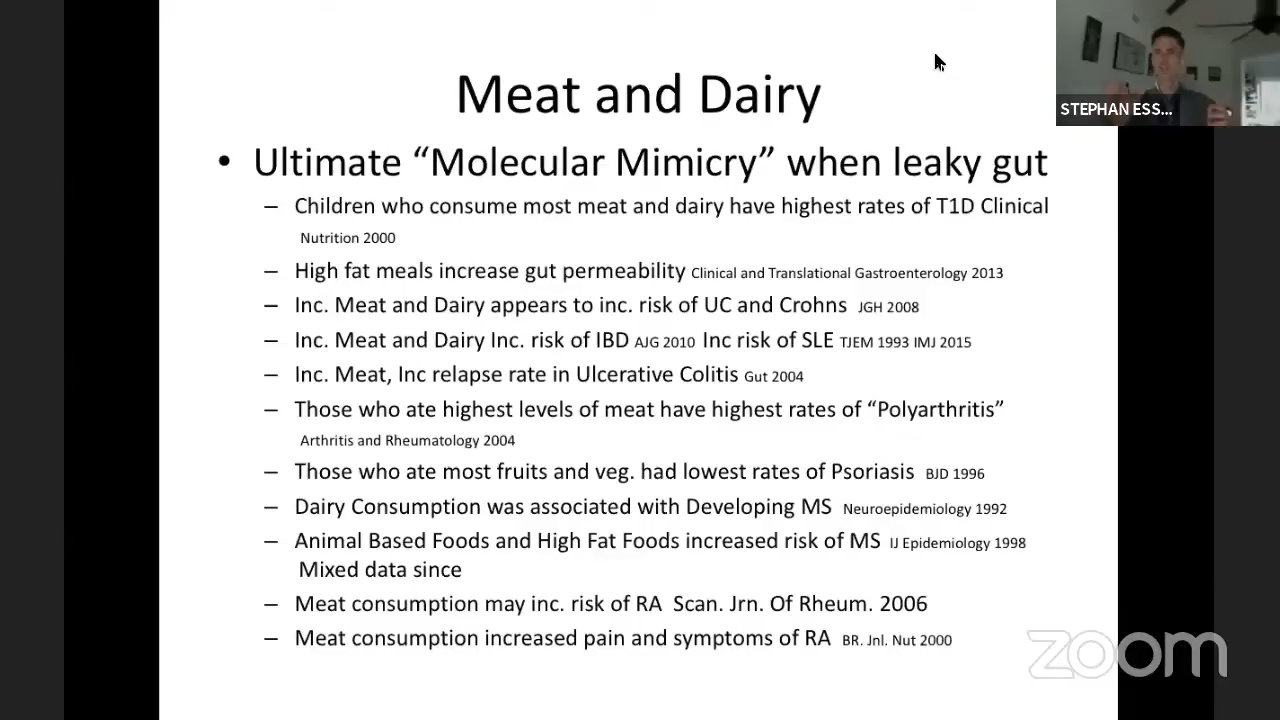 Meat and Dairy
STEPHAN ESS...
• Ultimate “Molecular Mimicry” when leaky gut
– Children who consume most meat and dairy have highest rates of T1D Clinical
Nutrition 2000
– High fat meals increase gut permeability Clinical and Translational Gastroenterology 2013
– Inc. Meat and Dairy appears to inc. risk of UC and Crohns JGH 2008
– Inc. Meat and Dairy Inc. risk of IBD AJG 2010 Inc risk of SLE TJEM 1993 IMJ 2015
– Inc. Meat, Inc relapse rate in Ulcerative Colitis Gut 2004
– Those who ate highest levels of meat have highest rates of “Polyarthritis”
Arthritis and Rheumatology 2004
– Those who ate most fruits and veg. had lowest rates of Psoriasis BJD 1996
– Dairy Consumption was associated with Developing MS Neuroepidemiology 1992
– Animal Based Foods and High Fat Foods increased risk of MS IJ Epidemiology 1998
Mixed data since
– Meat consumption may inc. risk of RA Scan. Jrn. Of Rheum. 2006
– Meat consumption increased pain and symptoms of RA BR. Jnl. Nut 2000
zoom